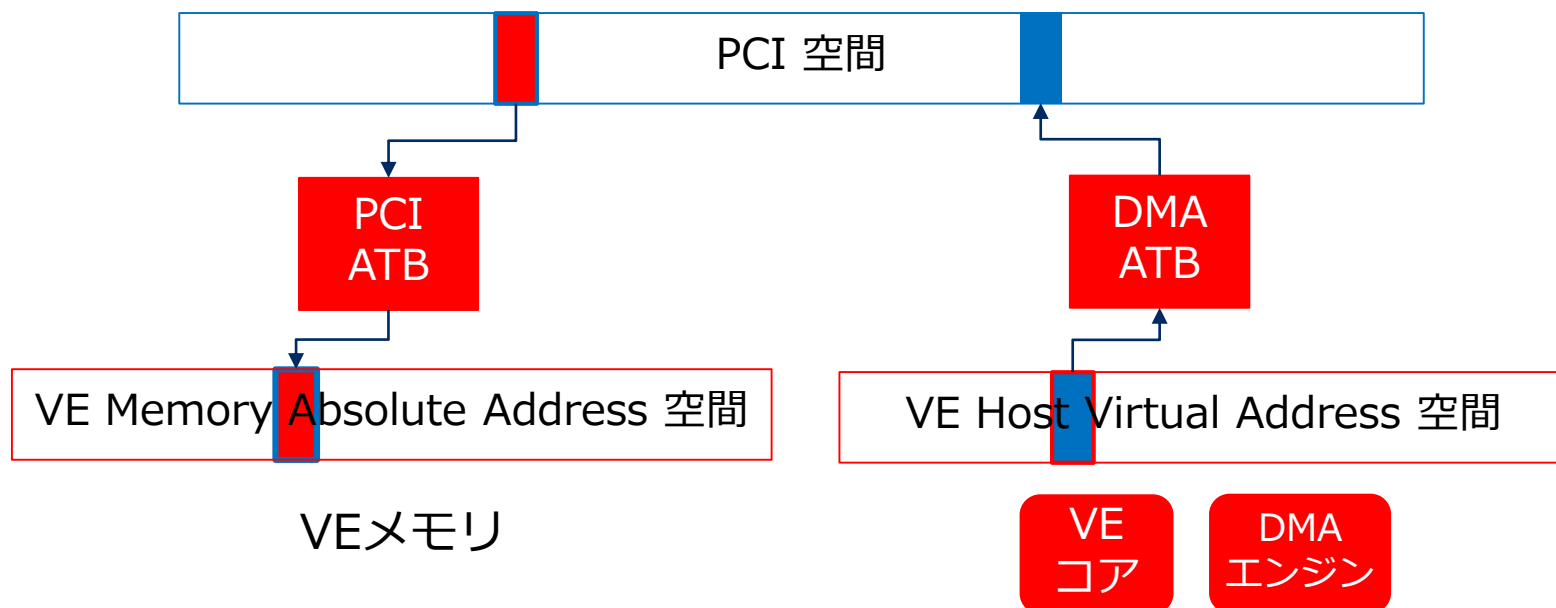 PCI 空間
PCI
ATB
DMA
ATB
VE Memory Absolute Address 空間
VE Host Virtual Address 空間
VEメモリ
VE
コア
DMA
エンジン